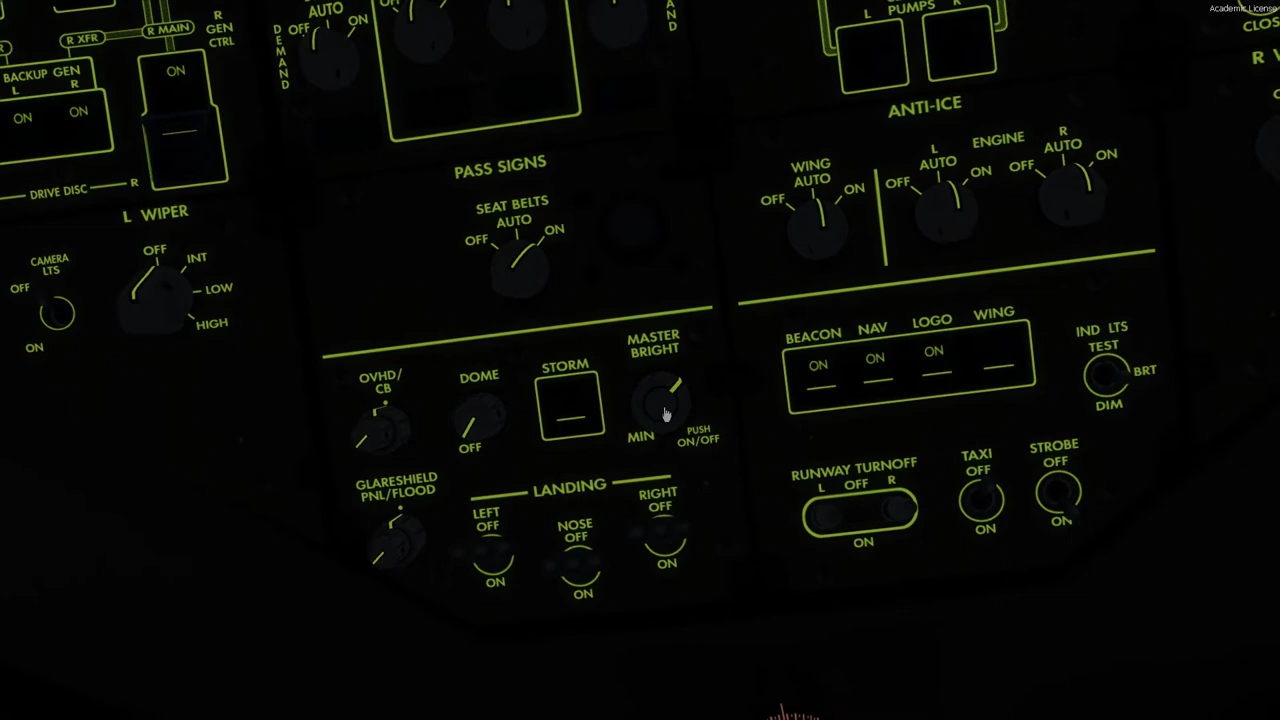 Academic License
R
GEN
CTRL
R MAIN
R XFR
BACKUP GEN
L
R
ON
ON
ON
DRIVE DISC
R
AUTO
OFF
ON
DEMAND
L
PUMPS
CLOS
R
L WIPER
CAMERA
LTS
OFF
ON
OFF
INT
LOW
HIGH
PASS SIGNS
SEAT BELTS
AUTO
OFF
ON
ANTI-ICE
WING
AUTO
OFF
ON
ENGINE
L
AUTO
OFF
ON
R
AUTO
OFF
ON
OVHD/
CB
DOME
OFF
STORM
MASTER
BRIGHT
MIN
PUSH
ON/OFF
BEACON
NAV
LOGO
WING
ON
ON
ON
IND LTS
TEST
BRT
DIM
GLARESHIELD
PNL/FLOOD
LANDING
LEFT
OFF
ON
NOSE
OFF
ON
RIGHT
OFF
ON
RUNWAY TURNOFF
L
OFF
R
ON
TAXI
OFF
ON
STROBE
OFF
ON